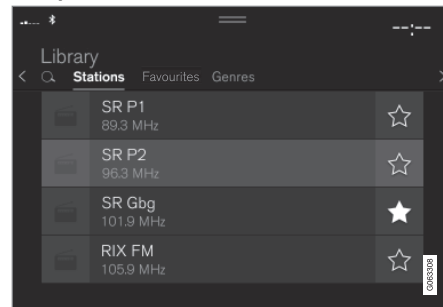 --:--
Library
Stations Favourites Genres
SR P1
89.3 MHz
SR P2
96.3 MHz
SR Gbg
101.9 MHz
RIX FM
105.9 MHz
G063308